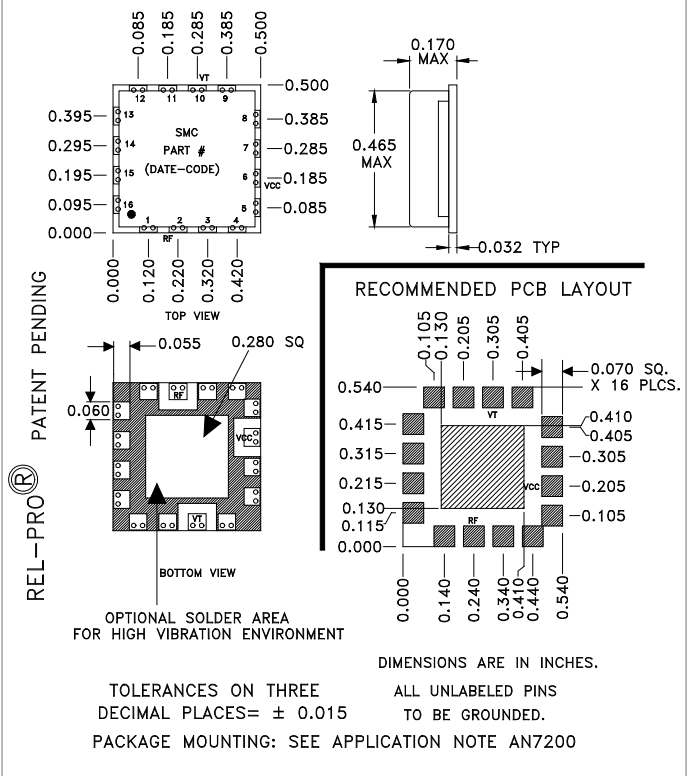 0.085
0.185
0.285
0.385
0.500
VT
12 11 10 9
0.500
0.395
0.295
0.195
0.095
0.000
13
14
15
16
SMC
PART #
(DATE-CODE)
8
7
6
5
VCC
0.385
0.285
0.185
0.085
1 2 3 4
RF
0.000
0.120
0.220
0.320
0.420
TOP VIEW
0.170
MAX
0.465
MAX
0.032 TYP
REL-PRO®
PATENT PENDING
0.055
0.280 SQ
0.060
RF
VCC
VT
BOTTOM VIEW
OPTIONAL SOLDER AREA
FOR HIGH VIBRATION ENVIRONMENT
RECOMMENDED PCB LAYOUT
0.105
0.130
0.205
0.305
0.405
0.070 SQ.
X 16 PLCS.
0.540
0.415
0.315
0.215
0.130
0.115
0.000
VT
VCC
RF
0.410
0.405
0.305
0.205
0.105
0.000
0.140
0.240
0.340
0.410
0.440
0.540
DIMENSIONS ARE IN INCHES.
TOLERANCES ON THREE
DECIMAL PLACES= ± 0.015
ALL UNLABELED PINS
TO BE GROUNDED.
PACKAGE MOUNTING: SEE APPLICATION NOTE AN7200